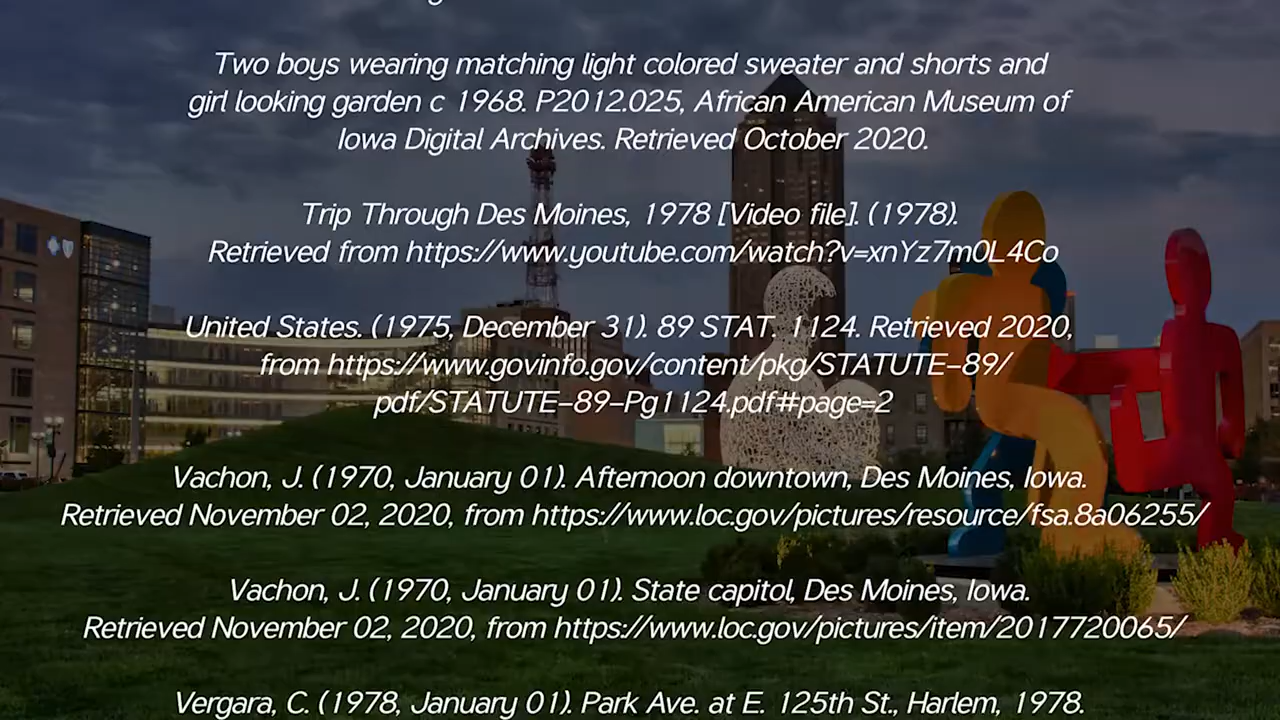 Two boys wearing matching light colored sweater and shorts and
girl looking garden c 1968. P2012.025, African American Museum of
Iowa Digital Archives. Retrieved October 2020.
Trip Through Des Moines, 1978 [Video file]. (1978).
Retrieved from https://www.youtube.com/watch?v=xnYz7m0L4Co
United States. (1975, December 31). 89 STAT. 1124. Retrieved 2020,
from https://www.govinfo.gov/content/pkg/STATUTE-89/
pdf/STATUTE-89-Pg1124.pdf#page=2
Vachon, J. (1970, January 01). Afternoon downtown, Des Moines, Iowa.
Retrieved November 02, 2020, from https://www.loc.gov/pictures/resource/fsa.8a06255/
Vachon, J. (1970, January 01). State capitol, Des Moines, Iowa.
Retrieved November 02, 2020, from https://www.loc.gov/pictures/item/2017720065/
Vergara, C. (1978, January 01). Park Ave. at E. 125th St., Harlem, 1978.